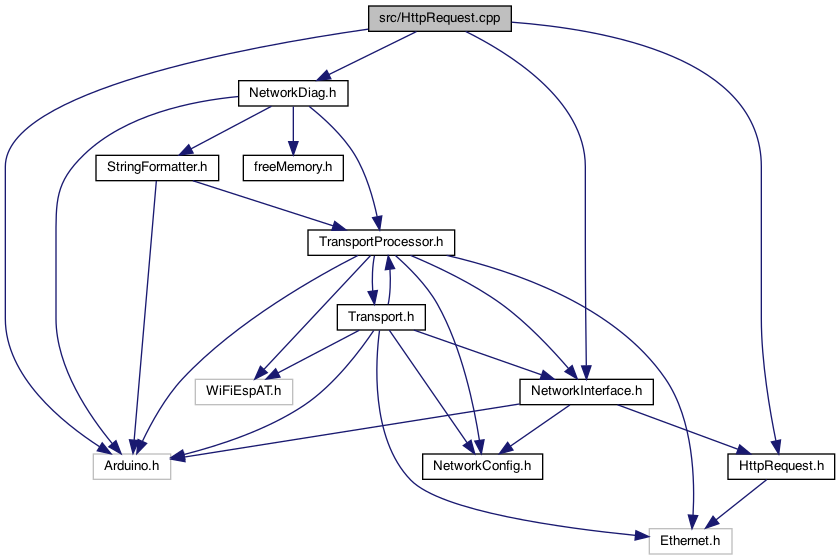 src/HttpRequest.cpp
NetworkDiag.h
StringFormatter.h
freeMemory.h
TransportProcessor.h
Transport.h
WiFiEspAT.h
NetworkInterface.h
Arduino.h
NetworkConfig.h
HttpRequest.h
Ethernet.h